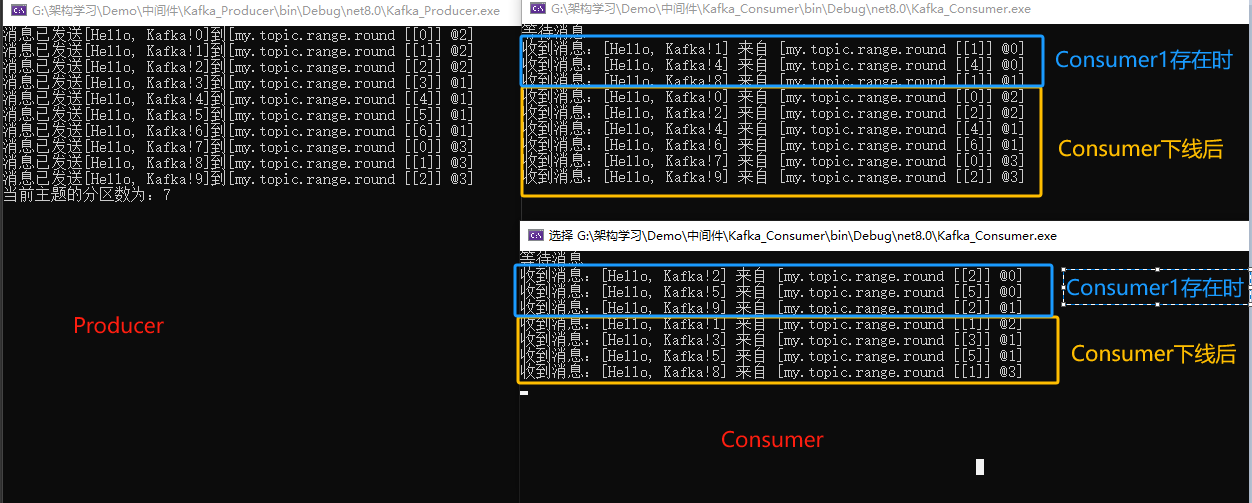 G:\架构学习\Demo\中间件\Kafka_Producer\bin\Debug\net8.0\Kafka_Producer.exe
消息已发送[Hello, Kafka!0]到[my.topic.range.round [[0]] @2]
消息已发送[Hello, Kafka!1]到[my.topic.range.round [[1]] @2]
消息已发送[Hello, Kafka!2]到[my.topic.range.round [[2]] @2]
消息已发送[Hello, Kafka!3]到[my.topic.range.round [[3]] @1]
消息已发送[Hello, Kafka!4]到[my.topic.range.round [[4]] @1]
消息已发送[Hello, Kafka!5]到[my.topic.range.round [[5]] @1]
消息已发送[Hello, Kafka!6]到[my.topic.range.round [[6]] @1]
消息已发送[Hello, Kafka!7]到[my.topic.range.round [[0]] @3]
消息已发送[Hello, Kafka!8]到[my.topic.range.round [[1]] @3]
消息已发送[Hello, Kafka!9]到[my.topic.range.round [[2]] @3]
当前主题的分区数为: 7
Producer
G:\架构学习\Demo\中间件\Kafka_Consumer\bin\Debug\net8.0\Kafka_Consumer.exe
等待消息
收到消息: [Hello, Kafka!1] 来自 [my.topic.range.round [[1]] @0]
收到消息: [Hello, Kafka!4] 来自 [my.topic.range.round [[4]] @0]
收到消息: [Hello, Kafka!8] 来自 [my.topic.range.round [[1]] @1]
Consumer1存在时
收到消息: [Hello, Kafka!0] 来自 [my.topic.range.round [[0]] @2]
收到消息: [Hello, Kafka!2] 来自 [my.topic.range.round [[2]] @2]
收到消息: [Hello, Kafka!4] 来自 [my.topic.range.round [[4]] @1]
收到消息: [Hello, Kafka!6] 来自 [my.topic.range.round [[6]] @1]
收到消息: [Hello, Kafka!7] 来自 [my.topic.range.round [[0]] @3]
收到消息: [Hello, Kafka!9] 来自 [my.topic.range.round [[2]] @3]
Consumer下线后
选择 G:\架构学习\Demo\中间件\Kafka_Consumer\bin\Debug\net8.0\Kafka_Consumer.exe
等待消息
收到消息: [Hello, Kafka!2] 来自 [my.topic.range.round [[2]] @0]
收到消息: [Hello, Kafka!5] 来自 [my.topic.range.round [[5]] @0]
收到消息: [Hello, Kafka!9] 来自 [my.topic.range.round [[2]] @1]
Consumer1存在时
收到消息: [Hello, Kafka!1] 来自 [my.topic.range.round [[1]] @2]
收到消息: [Hello, Kafka!3] 来自 [my.topic.range.round [[3]] @1]
收到消息: [Hello, Kafka!5] 来自 [my.topic.range.round [[5]] @1]
收到消息: [Hello, Kafka!8] 来自 [my.topic.range.round [[1]] @3]
Consumer下线后
Consumer